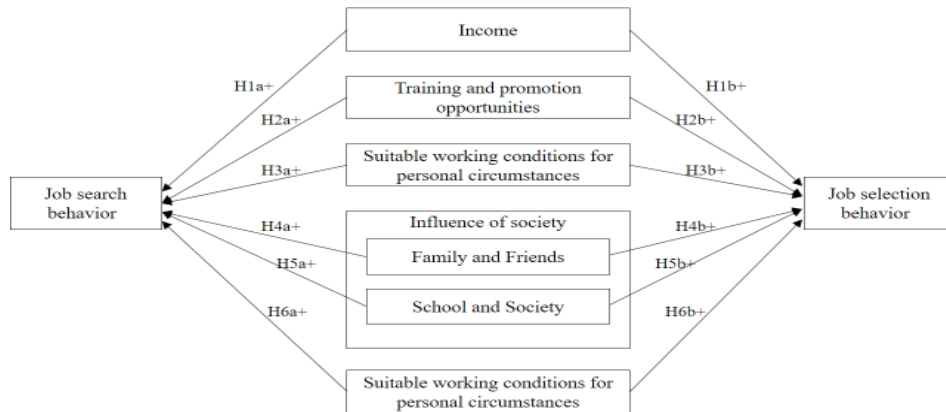 Income
H1a+
H1b+
Training and promotion
opportunities
H2a+
H2b+
Suitable working conditions for
personal circumstances
H3a+
H3b+
Job search
behavior
Job selection
behavior
Influence of society
H4a+
H4b+
Family and Friends
H5a+
H5b+
School and Society
H6a+
H6b+
Suitable working conditions for
personal circumstances